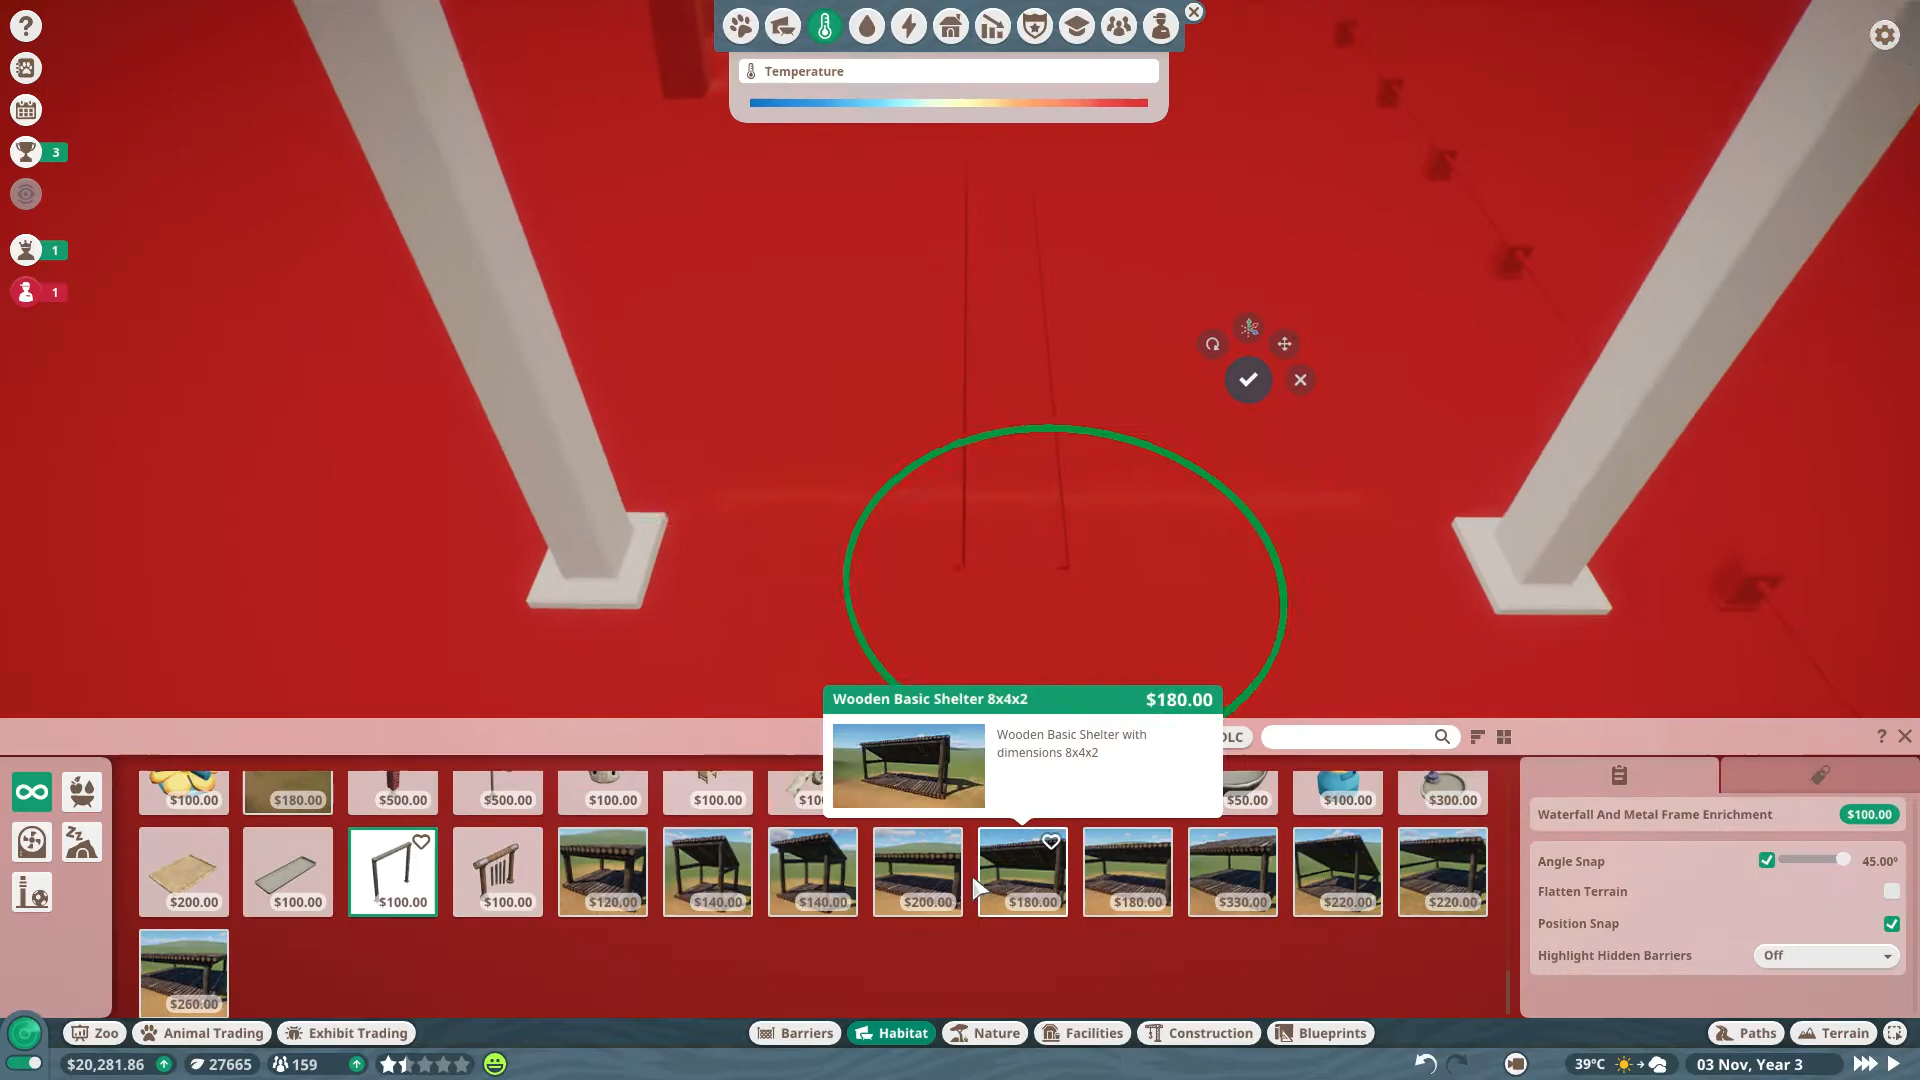 Temperature
3
1
1
Wooden Basic Shelter 8x4x2 $180.00
Wooden Basic Shelter with
dimensions 8x4x2
DLC
$100.00 $180.00 $500.00 $500.00 $100.00 $100.00 $50.00 $100.00 $300.00
$200.00 $100.00 $100.00 $100.00 $120.00 $140.00 $140.00 $200.00 $180.00 $180.00 $330.00 $220.00 $220.00
$260.00
Waterfall And Metal Frame Enrichment $100.00
Angle Snap 45.00°
Flatten Terrain
Position Snap
Highlight Hidden Barriers Off
Zoo Animal Trading Exhibit Trading Barriers Habitat Nature Facilities Construction Blueprints Paths Terrain
$20,281.86 27665 159 39°C 03 Nov, Year 3